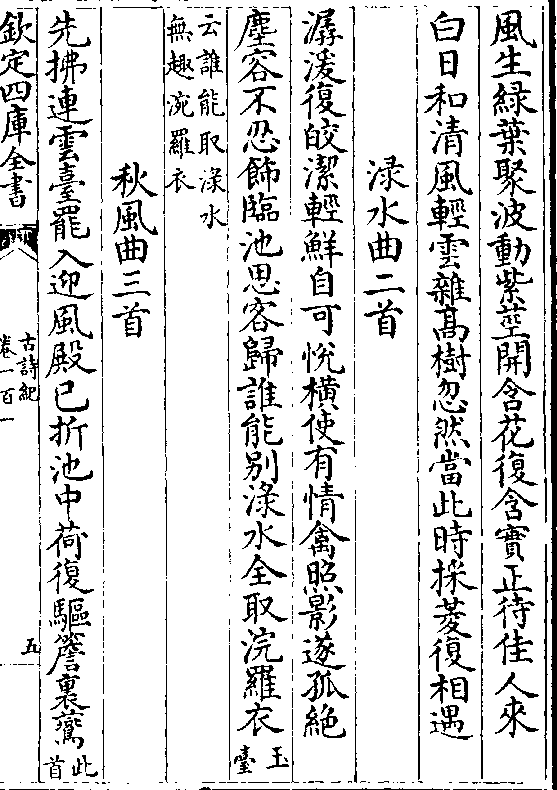 風生緑葉聚波動紫莖開含花復含實正待佳人來
白日和清風輕雲雜髙樹忽然當此時採菱復相遇
渌水曲二首
潺湲復皎潔輕鮮自可悦橫使有情禽照影遂孤絶
塵容不忍飾臨池思客歸誰能别渌水全取浣羅衣玉臺
云誰能取渌水
無趣浣羅衣
秋風曲三首
先拂連雲臺罷入迎風殿已折池中荷復驅簷裏鷰此首
欽定四庫全書
古詩紀
卷一百一
五